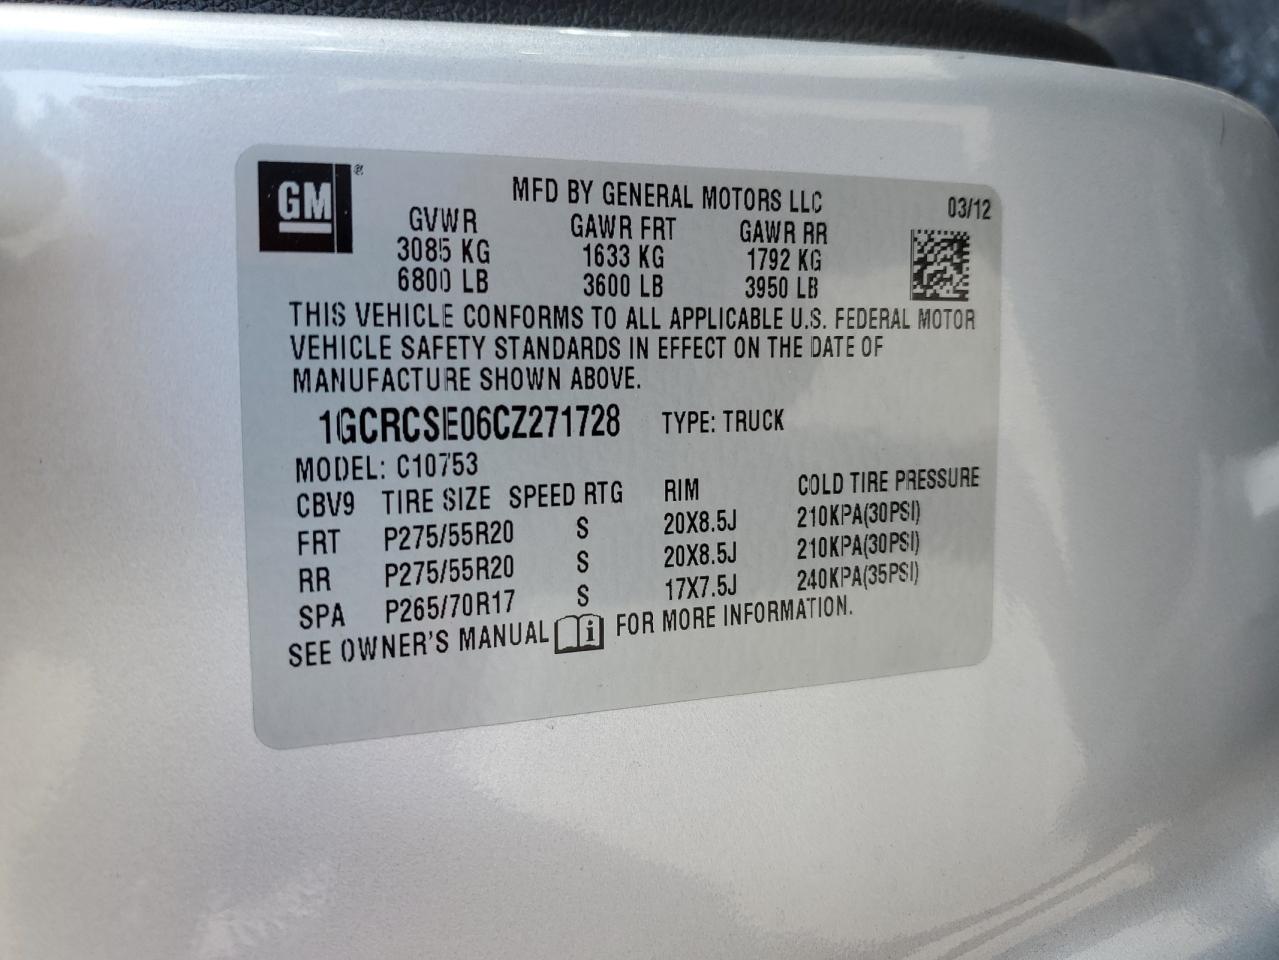 GM ®
MFD BY GENERAL MOTORS LLC 03/12
GVWR GAWR FRT GAWR RR
3085 KG 1633 KG 1792 KG
6800 LB 3600 LB 3950 LB
THIS VEHICLE CONFORMS TO ALL APPLICABLE U.S. FEDERAL MOTOR
VEHICLE SAFETY STANDARDS IN EFFECT ON THE DATE OF
MANUFACTURE SHOWN ABOVE.
1GCRCSE06CZ271728 TYPE: TRUCK
MODEL: C10753
CBV9 TIRE SIZE SPEED RTG RIM COLD TIRE PRESSURE
FRT P275/55R20 S 20X8.5J 210KPA(30PSI)
RR P275/55R20 S 20X8.5J 210KPA(30PSI)
SPA P265/70R17 S 17X7.5J 240KPA(35PSI)
SEE OWNER'S MANUAL i FOR MORE INFORMATION.